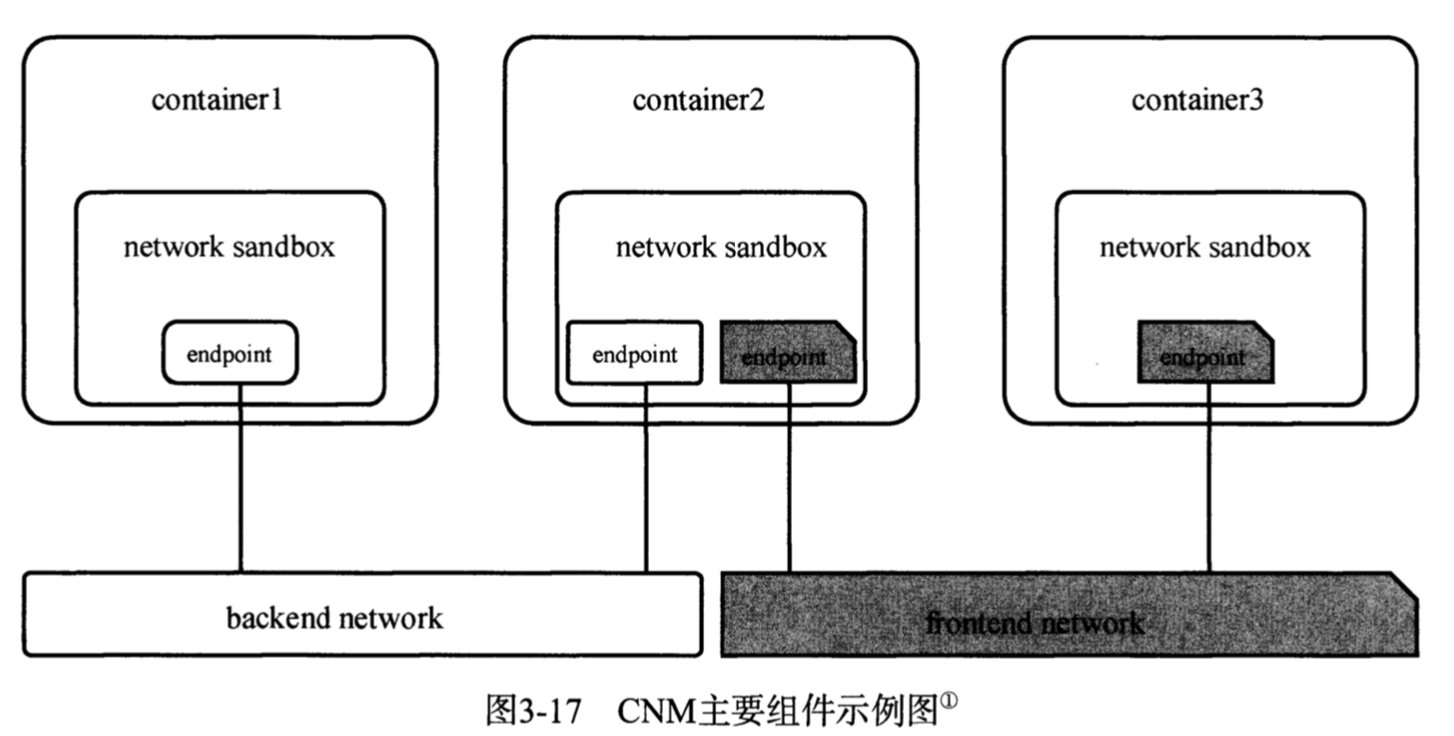 container1
container2
container3
network sandbox
network sandbox
network sandbox
endpoint
endpoint
endpoint
endpoint
backend network
frontend network
图3-17 CNM主要组件示例图①